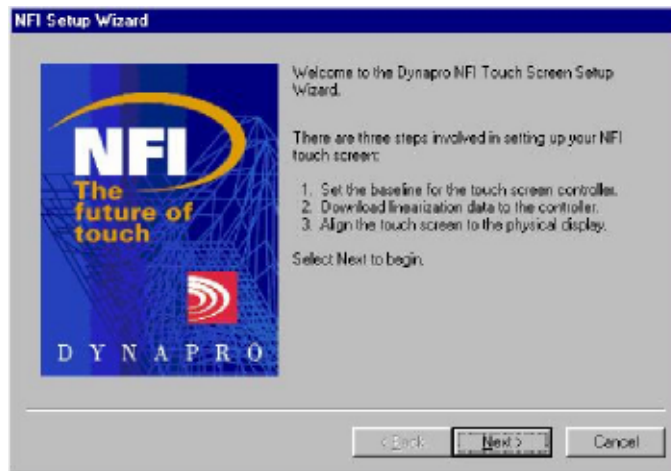 NFI Setup Wizard
NFI
The
future of
touch
DYNAPRO
Welcome to the Dynapro NFI Touch Screen Setup
Wizard.
There are three steps involved in setting up your NFI
touch screen:
1. Set the baseline for the touch screen controller.
2. Download linearization data to the controller.
3. Align the touch screen to the physical display.
Select Next to begin.
< Back
Next >
Cancel